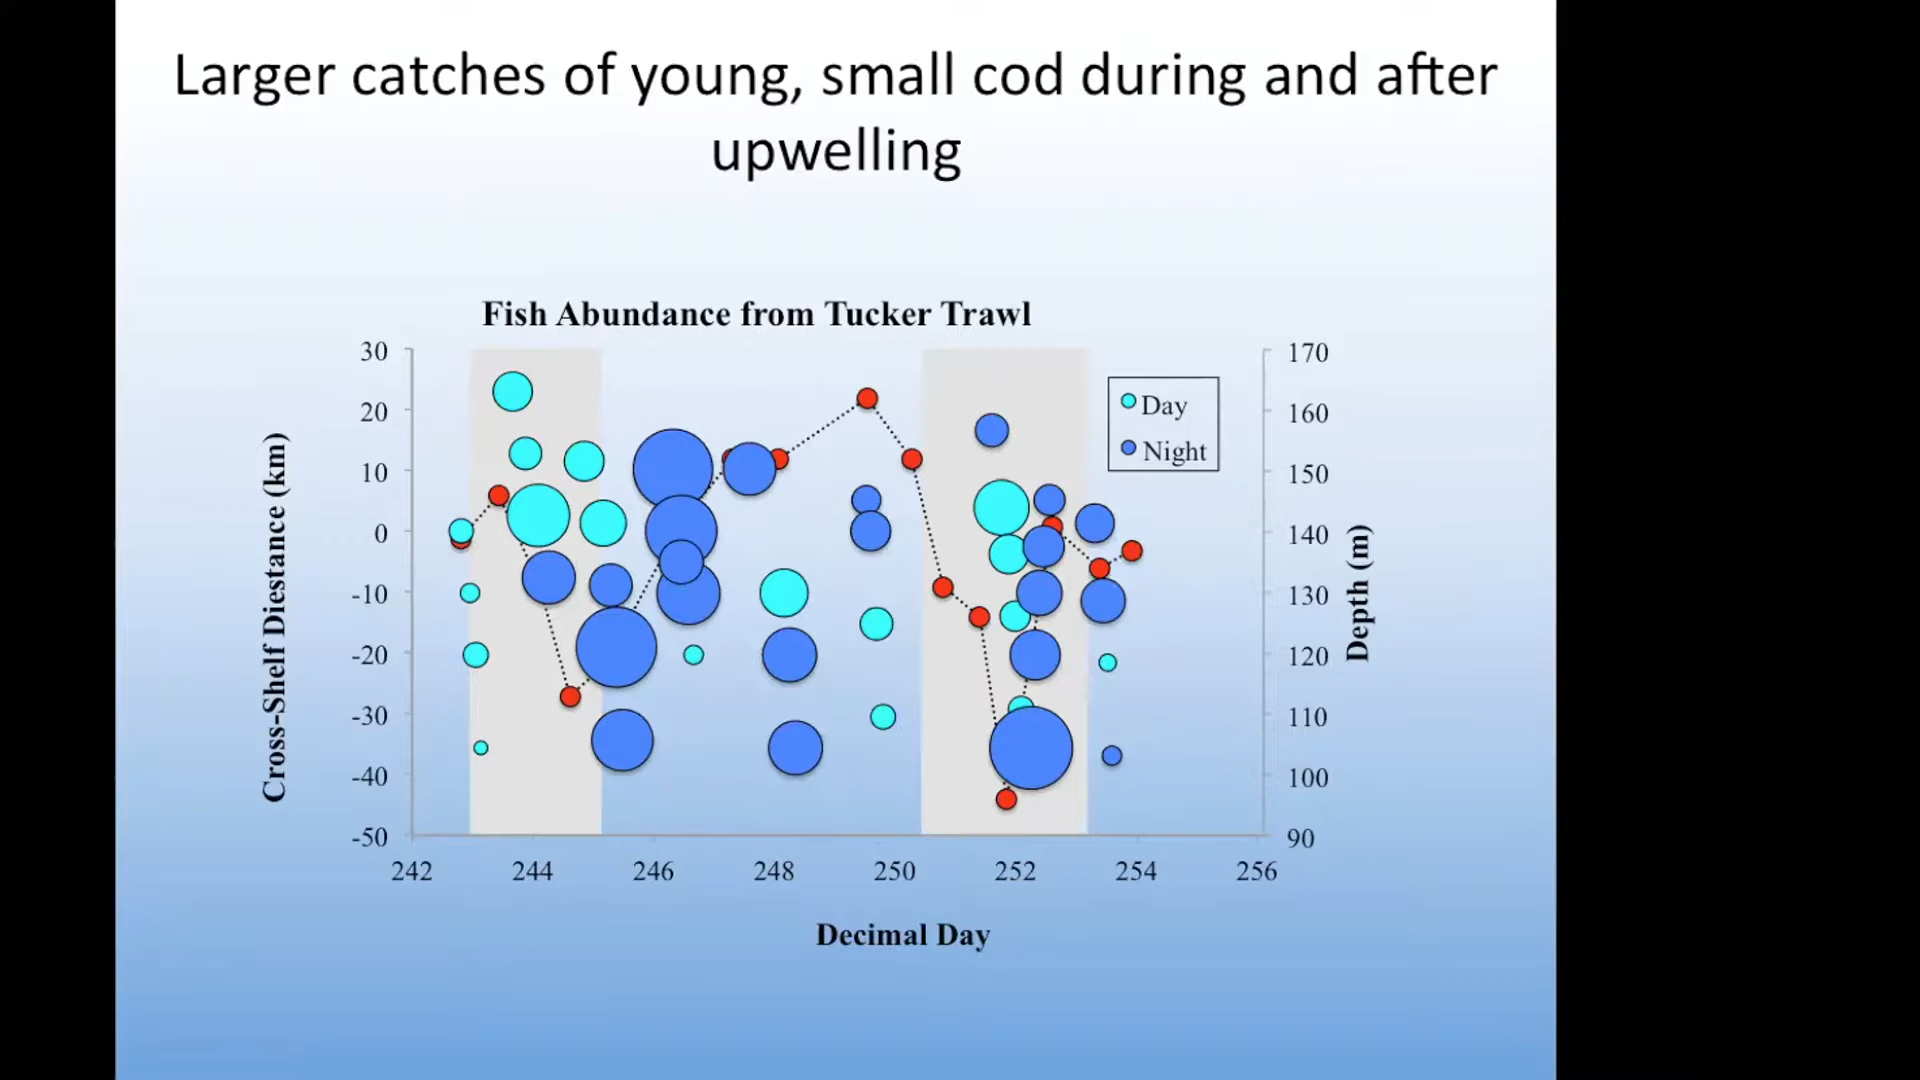 Larger catches of young, small cod during and after
upwelling
Fish Abundance from Tucker Trawl
30
20
10
0
-10
-20
-30
-40
-50
Cross-Shelf Diestance (km)
170
160
150
140
130
120
110
100
90
Depth (m)
Day
Night
242 244 246 248 250 252 254 256
Decimal Day